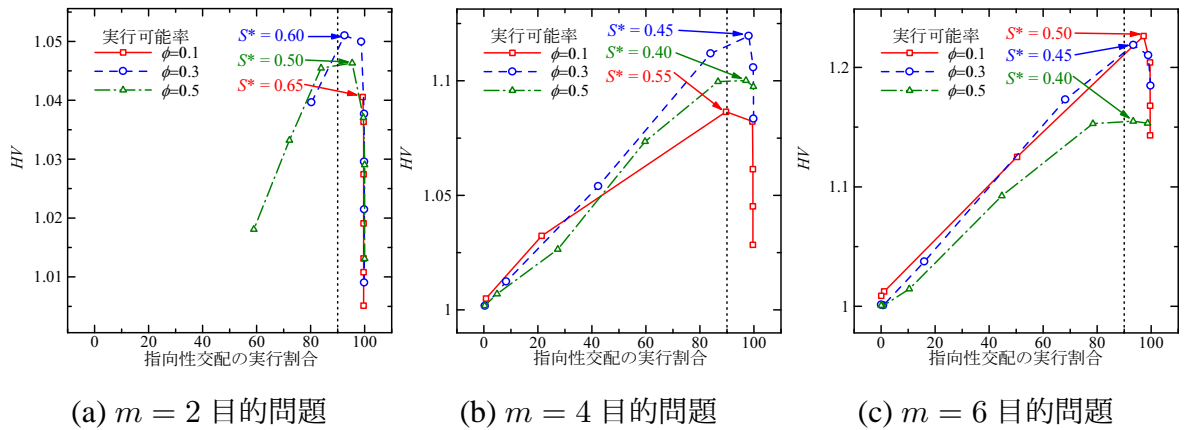 1.05
1.04
1.03
1.02
1.01
HV
実行可能率
ϕ=0.1
ϕ=0.3
ϕ=0.5
S* = 0.60
S* = 0.50
S* = 0.65
0 20 40 60 80 100
指向性交配の実行割合
(a) m = 2 目的問題
1.1
1.05
1
HV
実行可能率
ϕ=0.1
ϕ=0.3
ϕ=0.5
S* = 0.45
S* = 0.40
S* = 0.55
0 20 40 60 80 100
指向性交配の実行割合
(b) m = 4 目的問題
1.2
1.1
1
HV
実行可能率
ϕ=0.1
ϕ=0.3
ϕ=0.5
S* = 0.50
S* = 0.45
S* = 0.40
0 20 40 60 80 100
指向性交配の実行割合
(c) m = 6 目的問題